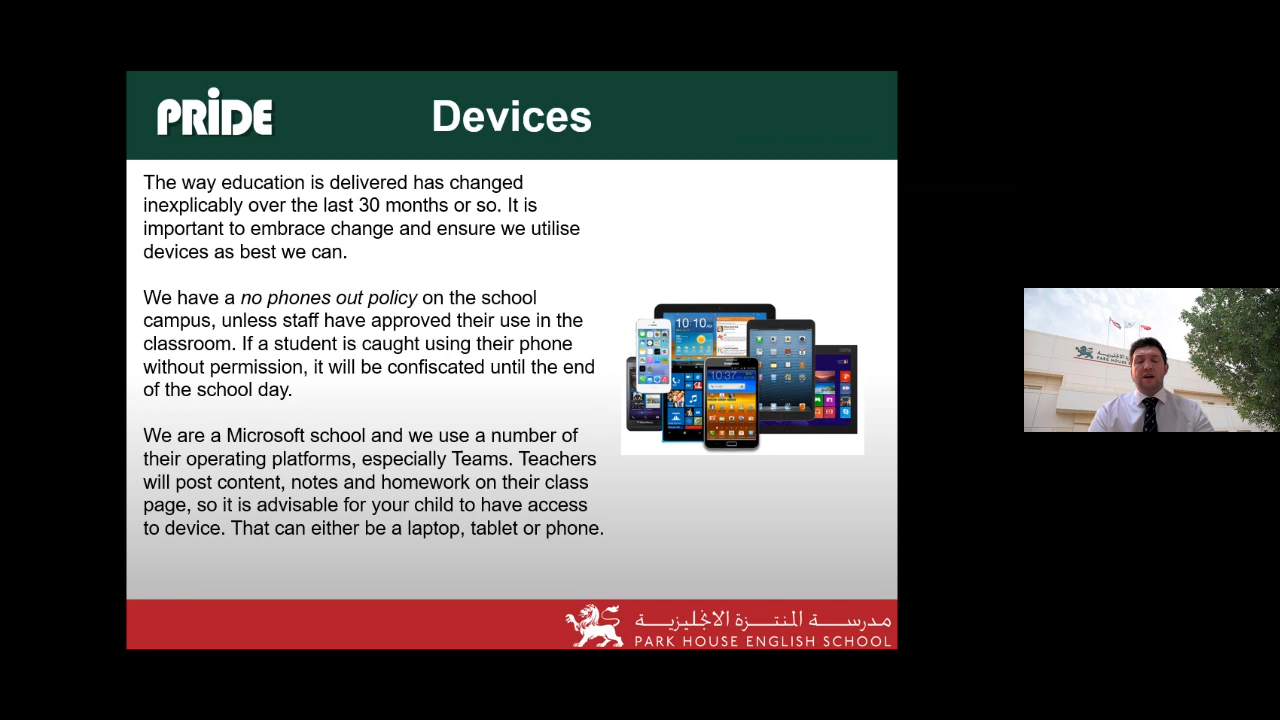 PRIDE
Devices
The way education is delivered has changed
inexplicably over the last 30 months or so. It is
important to embrace change and ensure we utilise
devices as best we can.
We have a no phones out policy on the school
campus, unless staff have approved their use in the
classroom. If a student is caught using their phone
without permission, it will be confiscated until the end
of the school day.
We are a Microsoft school and we use a number of
their operating platforms, especially Teams. Teachers
will post content, notes and homework on their class
page, so it is advisable for your child to have access
to device. That can either be a laptop, tablet or phone.
10:10
10:37
مدرسة المنتزة الانجليزية
PARK HOUSE ENGLISH SCHOOL
PARK HOUSE